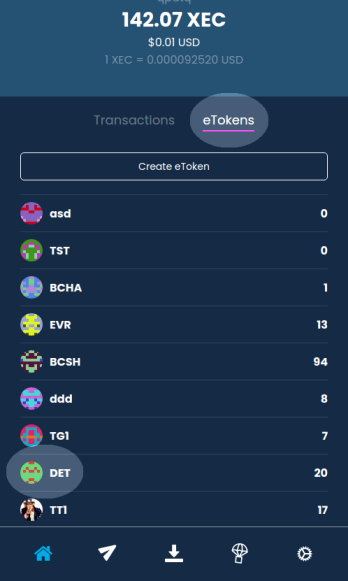 142.07 XEC
$0.01 USD
1 XEC = 0.000092520 USD
Transactions eTokens
Create eToken
asd 0
TST 0
BCHA 1
EVR 13
BCSH 94
ddd 8
TG1 7
DET 20
TT1 17